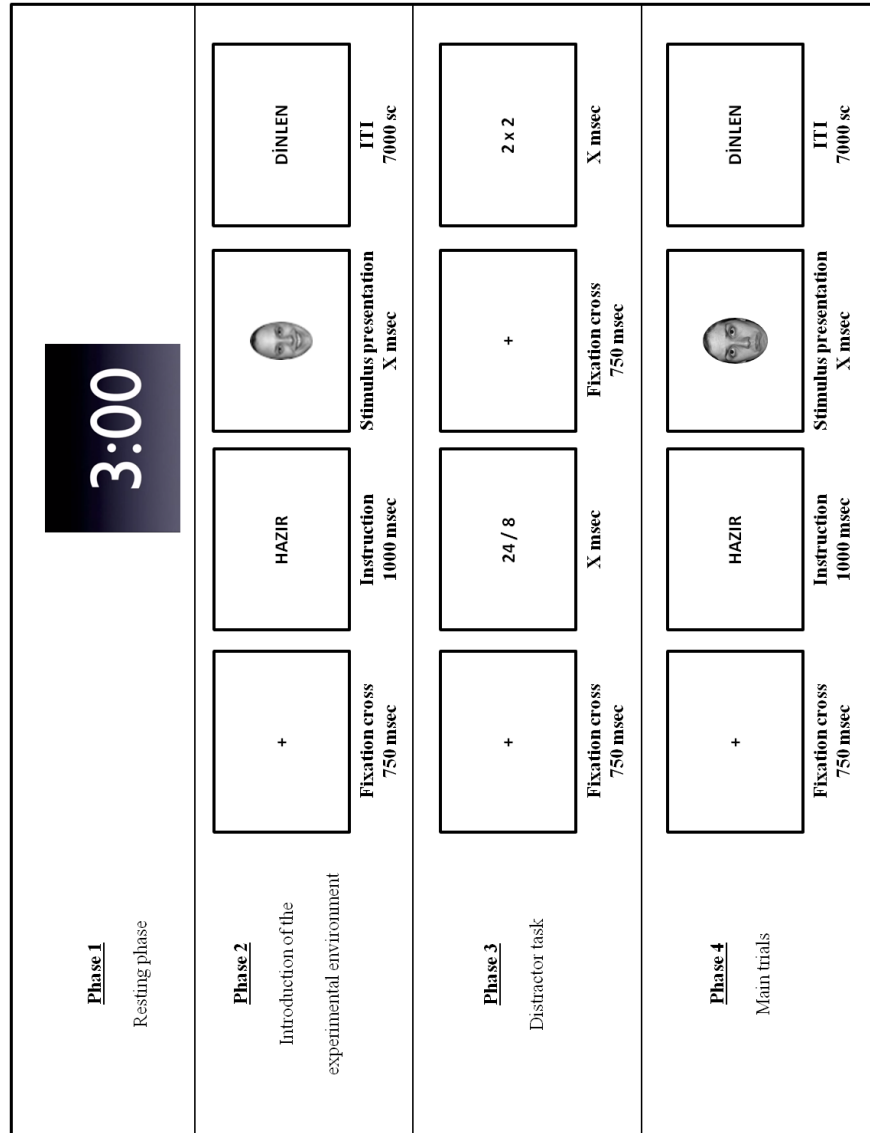 Phase 1
Resting phase
3:00
Phase 2
Introduction of the
experimental environment
+
Fixation cross
750 msec
HAZIR
Instruction
1000 msec
Stimulus presentation
X msec
DİNLEN
ITI
7000 sc
Phase 3
Distractor task
+
Fixation cross
750 msec
24 / 8
X msec
+
Fixation cross
750 msec
2 x 2
X msec
Phase 4
Main trials
+
Fixation cross
750 msec
HAZIR
Instruction
1000 msec
Stimulus presentation
X msec
DİNLEN
ITI
7000 sc